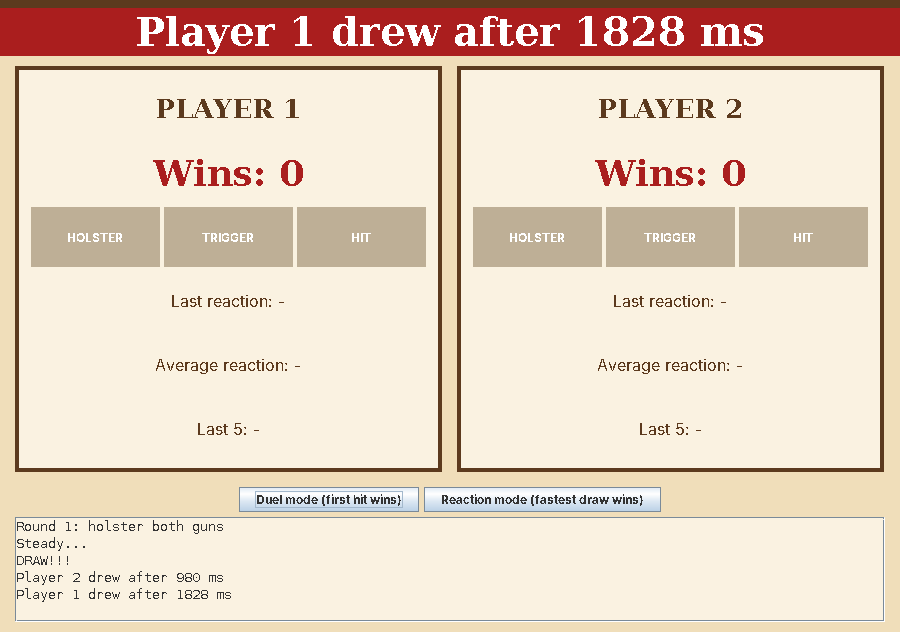 Player 1 drew after 1828 ms
PLAYER 1
Wins: 0
HOLSTER TRIGGER HIT
Last reaction: -
Average reaction: -
Last 5: -
PLAYER 2
Wins: 0
HOLSTER TRIGGER HIT
Last reaction: -
Average reaction: -
Last 5: -
Duel mode (first hit wins) Reaction mode (fastest draw wins)
Round 1: holster both guns
Steady...
DRAW!!!
Player 2 drew after 980 ms
Player 1 drew after 1828 ms